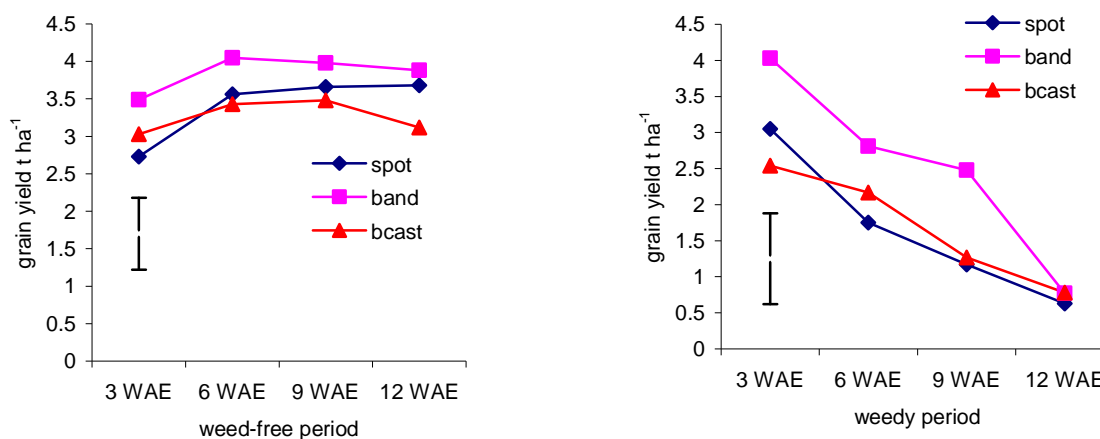 4.5
4
3.5
3
2.5
2
1.5
1
0.5
0
grain yield t ha⁻¹
spot
band
bcast
3 WAE 6 WAE 9 WAE 12 WAE
weed-free period
4.5
4
3.5
3
2.5
2
1.5
1
0.5
0
grain yield t ha⁻¹
spot
band
bcast
3 WAE 6 WAE 9 WAE 12 WAE
weedy period